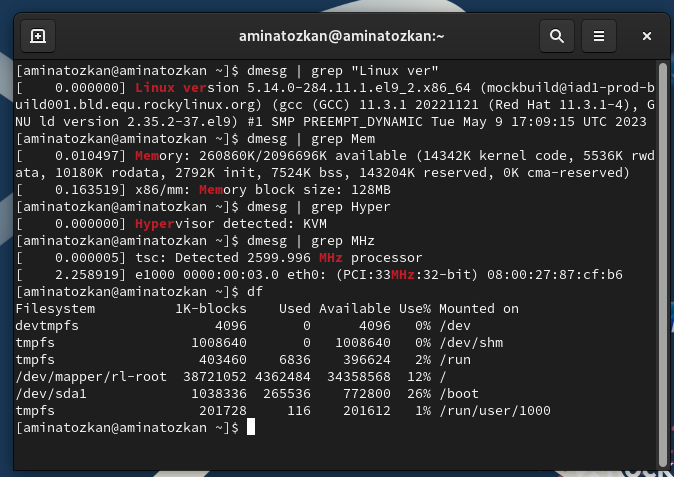 aminatozkan@aminatozkan:~
[aminatozkan@aminatozkan ~]$ dmesg | grep "Linux ver"
[    0.000000] Linux version 5.14.0-284.11.1.el9_2.x86_64 (mockbuild@iad1-prod-b
uild001.bld.equ.rockylinux.org) (gcc (GCC) 11.3.1 20221121 (Red Hat 11.3.1-4), G
NU ld version 2.35.2-37.el9) #1 SMP PREEMPT_DYNAMIC Tue May 9 17:09:15 UTC 2023
[aminatozkan@aminatozkan ~]$ dmesg | grep Mem
[    0.010497] Memory: 260860K/2096696K available (14342K kernel code, 5536K rwd
ata, 10180K rodata, 2792K init, 7524K bss, 143204K reserved, 0K cma-reserved)
[    0.163519] x86/mm: Memory block size: 128MB
[aminatozkan@aminatozkan ~]$ dmesg | grep Hyper
[    0.000000] Hypervisor detected: KVM
[aminatozkan@aminatozkan ~]$ dmesg | grep MHz
[    0.000005] tsc: Detected 2599.996 MHz processor
[    2.258919] e1000 0000:00:03.0 eth0: (PCI:33MHz:32-bit) 08:00:27:87:cf:b6
[aminatozkan@aminatozkan ~]$ df
Filesystem          1K-blocks    Used Available Use% Mounted on
devtmpfs                 4096       0      4096   0% /dev
tmpfs                 1008640       0   1008640   0% /dev/shm
tmpfs                  403460    6836    396624   2% /run
/dev/mapper/rl-root  38721052 4362484  34358568  12% /
/dev/sda1             1038336  265536    772800  26% /boot
tmpfs                  201728     116    201612   1% /run/user/1000
[aminatozkan@aminatozkan ~]$